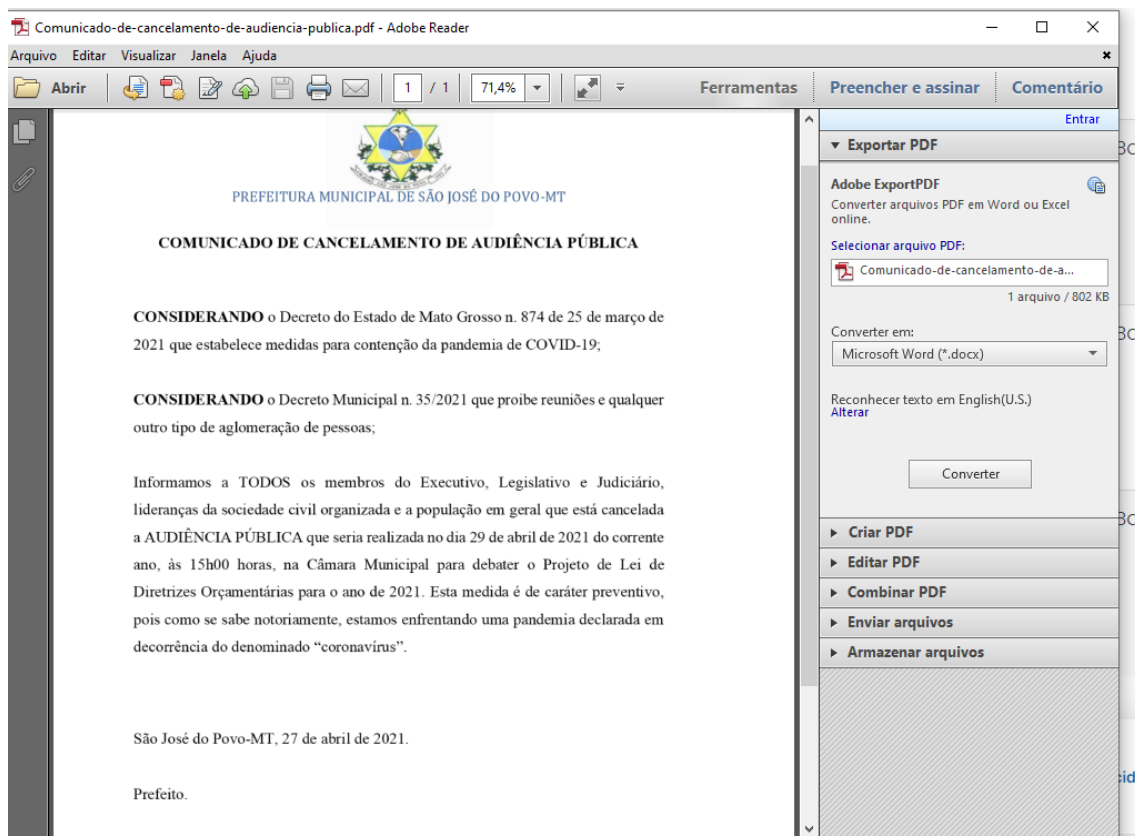 Comunicado-de-cancelamento-de-audiencia-publica.pdf - Adobe Reader
Arquivo Editar Visualizar Janela Ajuda
Abrir 1 / 1 71,4% Ferramentas Preencher e assinar Comentário
PREFEITURA MUNICIPAL DE SÃO JOSÉ DO POVO-MT
COMUNICADO DE CANCELAMENTO DE AUDIÊNCIA PÚBLICA
CONSIDERANDO o Decreto do Estado de Mato Grosso n. 874 de 25 de março de
2021 que estabelece medidas para contenção da pandemia de COVID-19;
CONSIDERANDO o Decreto Municipal n. 35/2021 que proibe reuniões e qualquer
outro tipo de aglomeração de pessoas;
Informamos a TODOS os membros do Executivo, Legislativo e Judiciário,
lideranças da sociedade civil organizada e a população em geral que está cancelada
a AUDIÊNCIA PÚBLICA que seria realizada no dia 29 de abril de 2021 do corrente
ano, às 15h00 horas, na Câmara Municipal para debater o Projeto de Lei de
Diretrizes Orçamentárias para o ano de 2021. Esta medida é de caráter preventivo,
pois como se sabe notoriamente, estamos enfrentando uma pandemia declarada em
decorrência do denominado “coronavírus”.
São José do Povo-MT, 27 de abril de 2021.
Prefeito.
Entrar
Exportar PDF
Adobe ExportPDF
Converter arquivos PDF em Word ou Excel
online.
Selecionar arquivo PDF:
Comunicado-de-cancelamento-de-a...
1 arquivo / 802 KB
Converter em:
Microsoft Word (*.docx)
Reconhecer texto em English(U.S.)
Alterar
Converter
Criar PDF
Editar PDF
Combinar PDF
Enviar arquivos
Armazenar arquivos